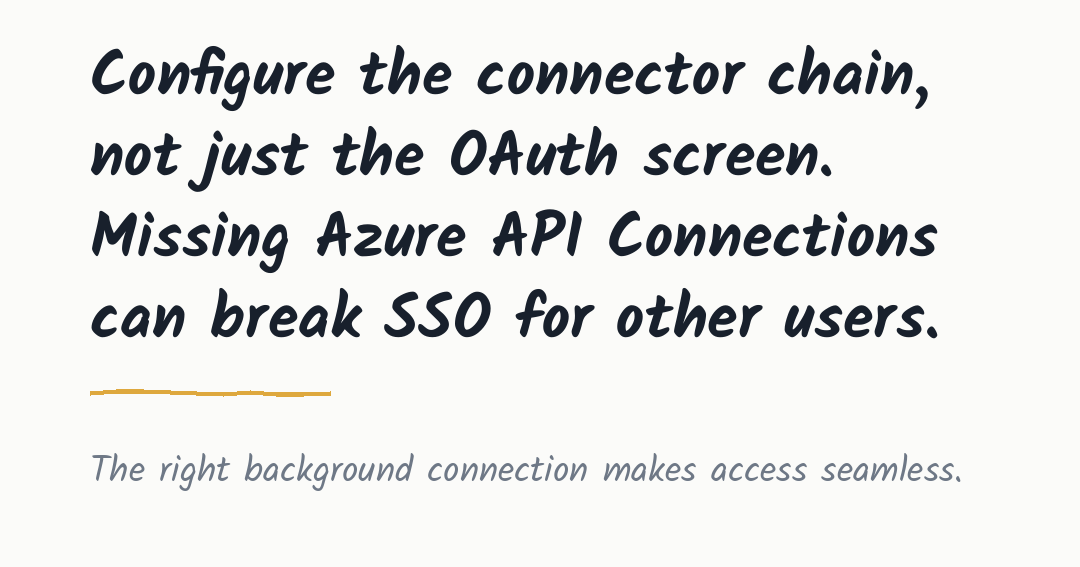 Configure the connector chain,
not just the OAuth screen.
Missing Azure API Connections
can break SSO for other users.
The right background connection makes access seamless.